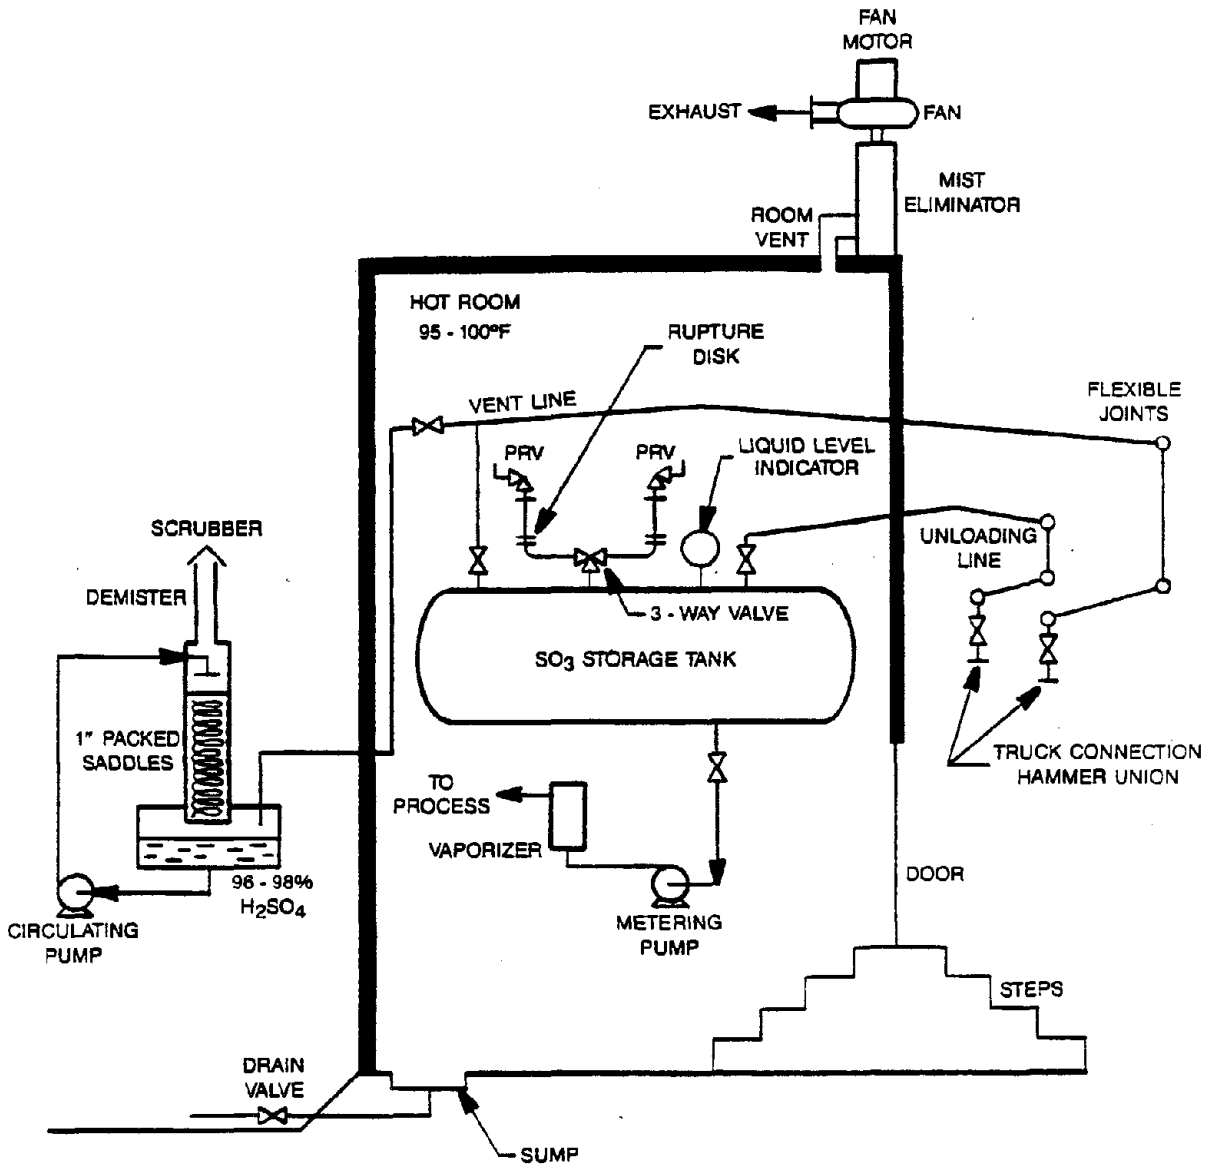 FAN
MOTOR
EXHAUST
FAN
MIST
ELIMINATOR
ROOM
VENT
HOT ROOM
95 - 100ºF
RUPTURE
DISK
VENT LINE
FLEXIBLE
JOINTS
PRV
PRV
LIQUID LEVEL
INDICATOR
SCRUBBER
UNLOADING
LINE
DEMISTER
3 - WAY VALVE
SO3 STORAGE TANK
1" PACKED
SADDLES
TRUCK CONNECTION
HAMMER UNION
TO
PROCESS
VAPORIZER
96 - 98%
H2SO4
DOOR
CIRCULATING
PUMP
METERING
PUMP
STEPS
DRAIN
VALVE
SUMP